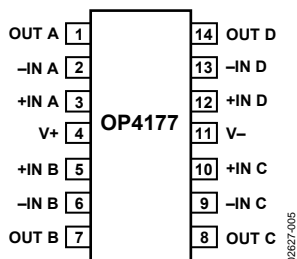 OUT A 1 14 OUT D
–IN A 2 13 –IN D
+IN A 3 12 +IN D
V+ 4 OP4177 11 V–
+IN B 5 10 +IN C
–IN B 6 9 –IN C
OUT B 7 8 OUT C
02627-005